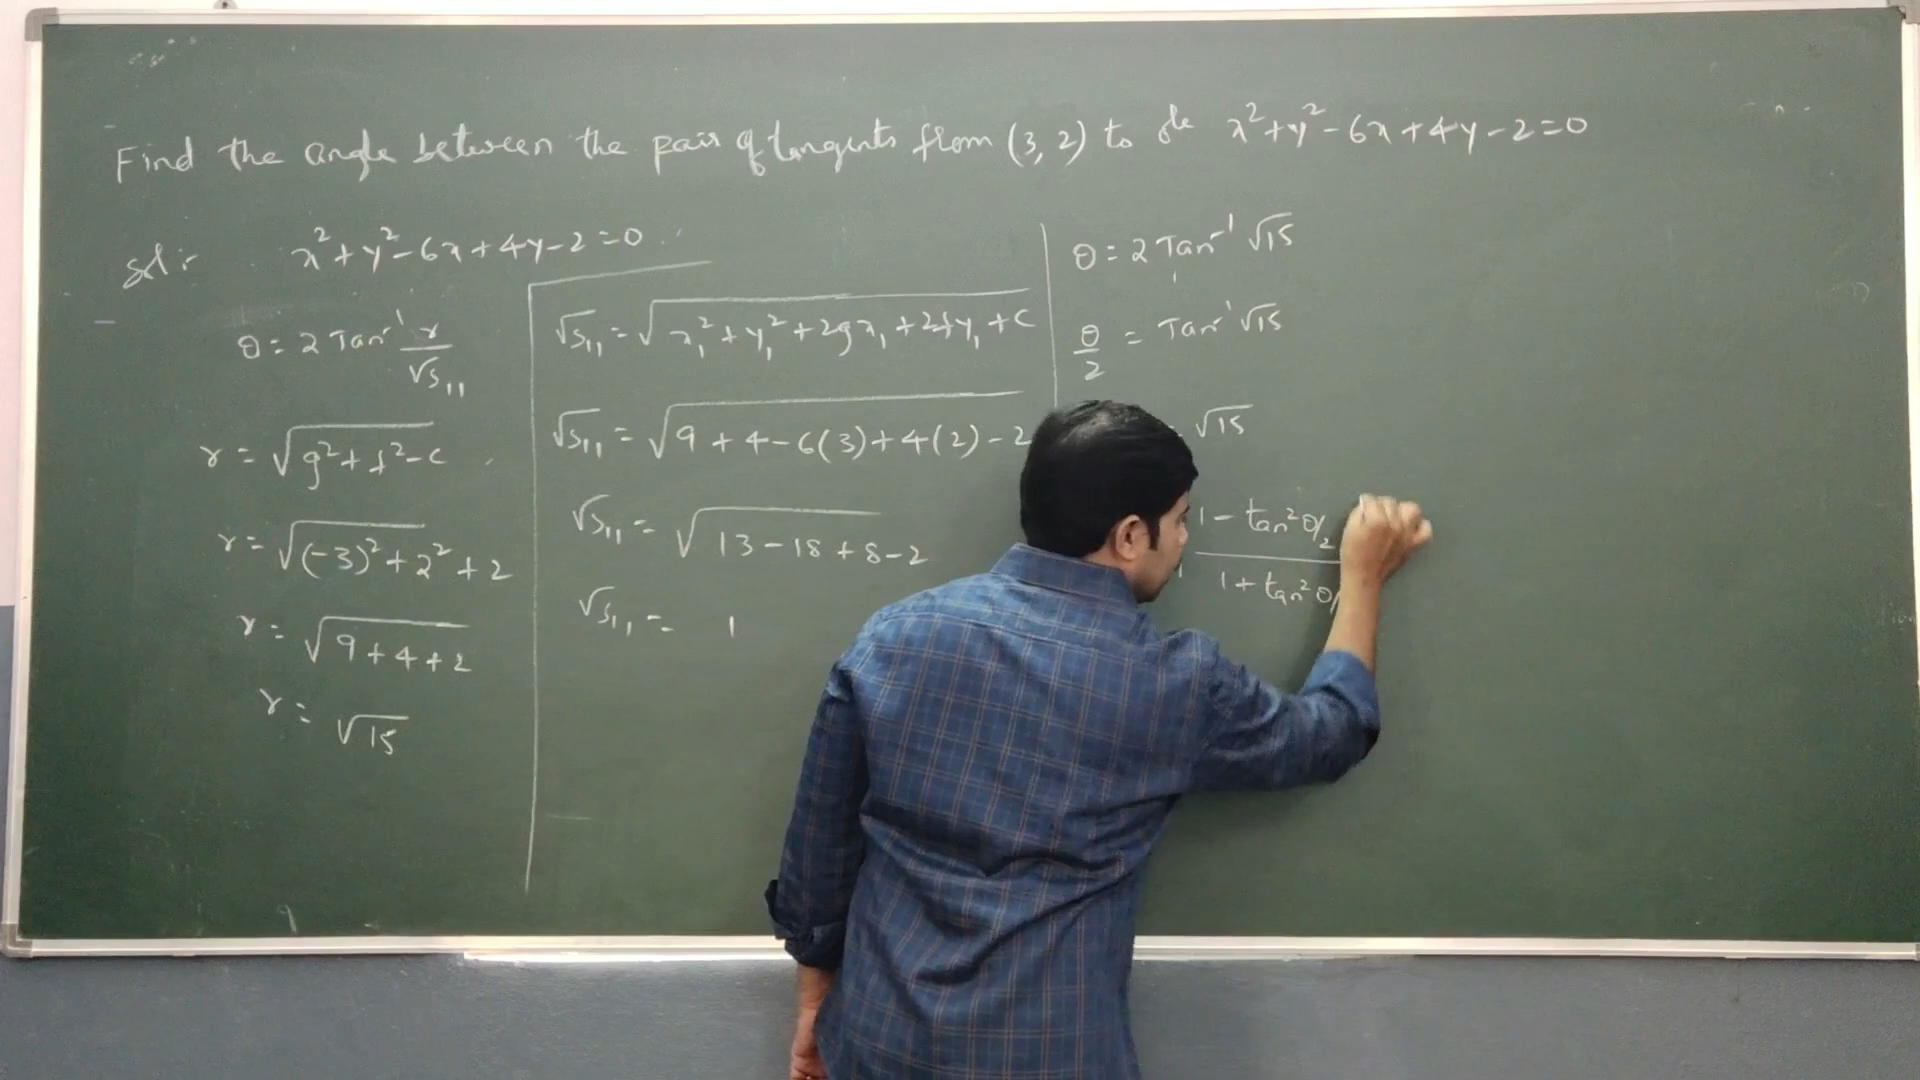 Find the angle between the pair of tangents from (3, 2) to x² + y² - 6x + 4y - 2 = 0
Sol:- x² + y² - 6x + 4y - 2 = 0
θ = 2 Tan⁻¹ r/√S₁₁
r = √(g² + f² - c)
r = √((-3)² + 2² + 2)
r = √(9 + 4 + 2)
r = √15
√S₁₁ = √(x₁² + y₁² + 2gx₁ + 2fy₁ + c)
√S₁₁ = √(9 + 4 - 6(3) + 4(2) - 2)
√S₁₁ = √(13 - 18 + 8 - 2)
√S₁₁ = 1
θ = 2 Tan⁻¹ √15
θ/2 = Tan⁻¹ √15
√15
1 - tan² θ/2
1 + tan² θ/